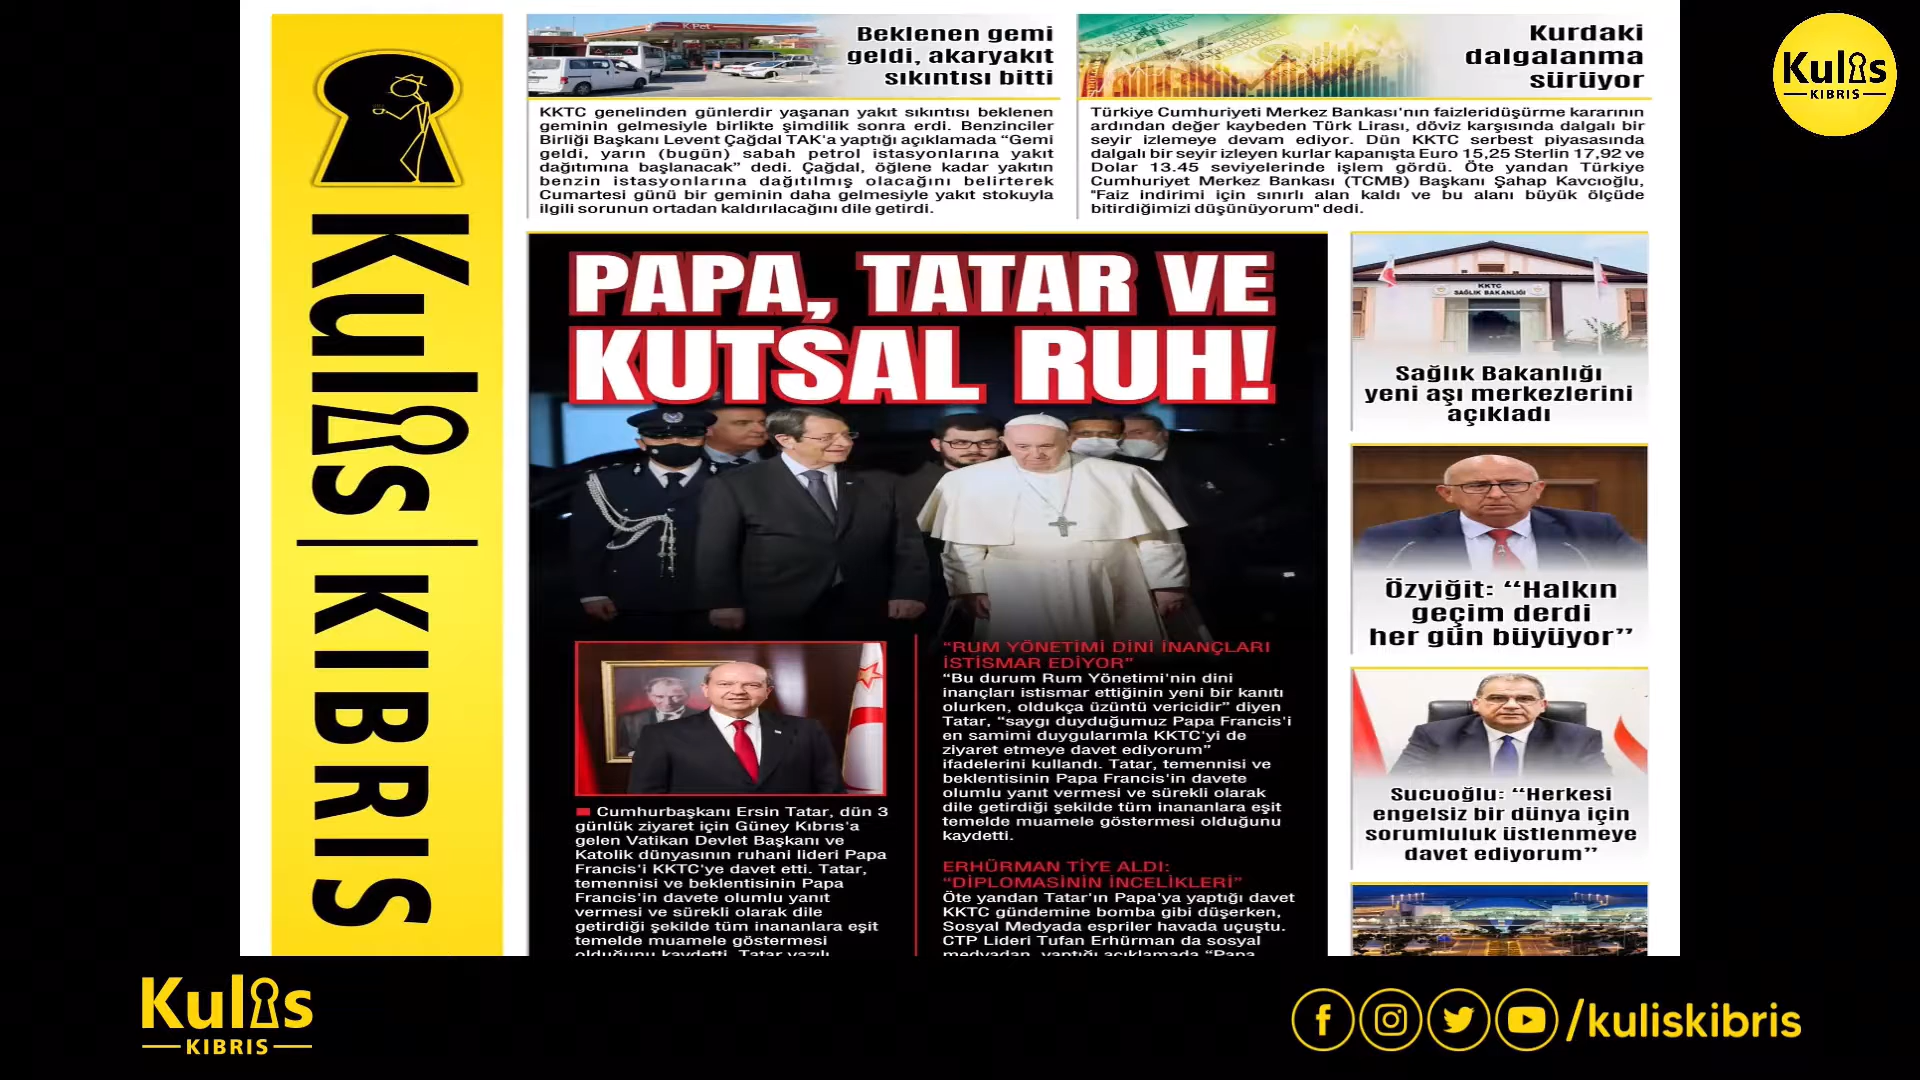 Kulis
KIBRIS
Kulis|KIBRIS
K-Pet
Beklenen gemi
geldi, akaryakıt
sıkıntısı bitti
KKTC genelinden günlerdir yaşanan yakıt sıkıntısı beklenen
geminin gelmesiyle birlikte şimdilik sonra erdi. Benzinciler
Birliği Başkanı Levent Çağdal TAK'a yaptığı açıklamada “Gemi
geldi, yarın (bugün) sabah petrol istasyonlarına yakıt
dağıtımına başlanacak” dedi. Çağdal, öğlene kadar yakıtın
benzin istasyonlarına dağıtılmış olacağını belirterek
Cumartesi günü bir geminin daha gelmesiyle yakıt stokuyla
ilgili sorunun ortadan kaldırılacağını dile getirdi.
Kurdaki
dalgalanma
sürüyor
Türkiye Cumhuriyeti Merkez Bankası'nın faizleridüşürme kararının
ardından değer kaybeden Türk Lirası, döviz karşısında dalgalı bir
seyir izlemeye devam ediyor. Dün KKTC serbest piyasasında
dalgalı bir seyir izleyen kurlar kapanışta Euro 15,25 Sterlin 17,92 ve
Dolar 13.45 seviyelerinde işlem gördü. Öte yandan Türkiye
Cumhuriyet Merkez Bankası (TCMB) Başkanı Şahap Kavcıoğlu,
"Faiz indirimi için sınırlı alan kaldı ve bu alanı büyük ölçüde
bitirdiğimizi düşünüyorum" dedi.
PAPA, TATAR VE
KUTSAL RUH!
Cumhurbaşkanı Ersin Tatar, dün 3
günlük ziyaret için Güney Kıbrıs'a
gelen Vatikan Devlet Başkanı ve
Katolik dünyasının ruhani lideri Papa
Francis'i KKTC'ye davet etti. Tatar,
temennisi ve beklentisinin Papa
Francis'in davete olumlu yanıt
vermesi ve sürekli olarak dile
getirdiği şekilde tüm inananlara eşit
temelde muamele göstermesi
olduğunu kaydetti. Tatar yazılı
“RUM YÖNETİMİ DİNİ İNANÇLARI
İSTİSMAR EDİYOR”
“Bu durum Rum Yönetimi'nin dini
inançları istismar ettiğinin yeni bir kanıtı
olurken, oldukça üzüntü vericidir” diyen
Tatar, “saygı duyduğumuz Papa Francis'i
en samimi duygularımla KKTC'yi de
ziyaret etmeye davet ediyorum”
ifadelerini kullandı. Tatar, temennisi ve
beklentisinin Papa Francis'in davete
olumlu yanıt vermesi ve sürekli olarak
dile getirdiği şekilde tüm inananlara eşit
temelde muamele göstermesi olduğunu
kaydetti.
ERHÜRMAN TİYE ALDI:
“DİPLOMASİNİN İNCELİKLERİ”
Öte yandan Tatar'ın Papa'ya yaptığı davet
KKTC gündemine bomba gibi düşerken,
Sosyal Medyada espriler havada uçuştu.
CTP Lideri Tufan Erhürman da sosyal
medyadan yaptığı açıklamada “Papa
KKTC
SAĞLIK BAKANLIĞI
Sağlık Bakanlığı
yeni aşı merkezlerini
açıkladı
Özyiğit: “Halkın
geçim derdi
her gün büyüyor”
Sucuoğlu: “Herkesi
engelsiz bir dünya için
sorumluluk üstlenmeye
davet ediyorum”
Kulis
KIBRIS
/kuliskibris